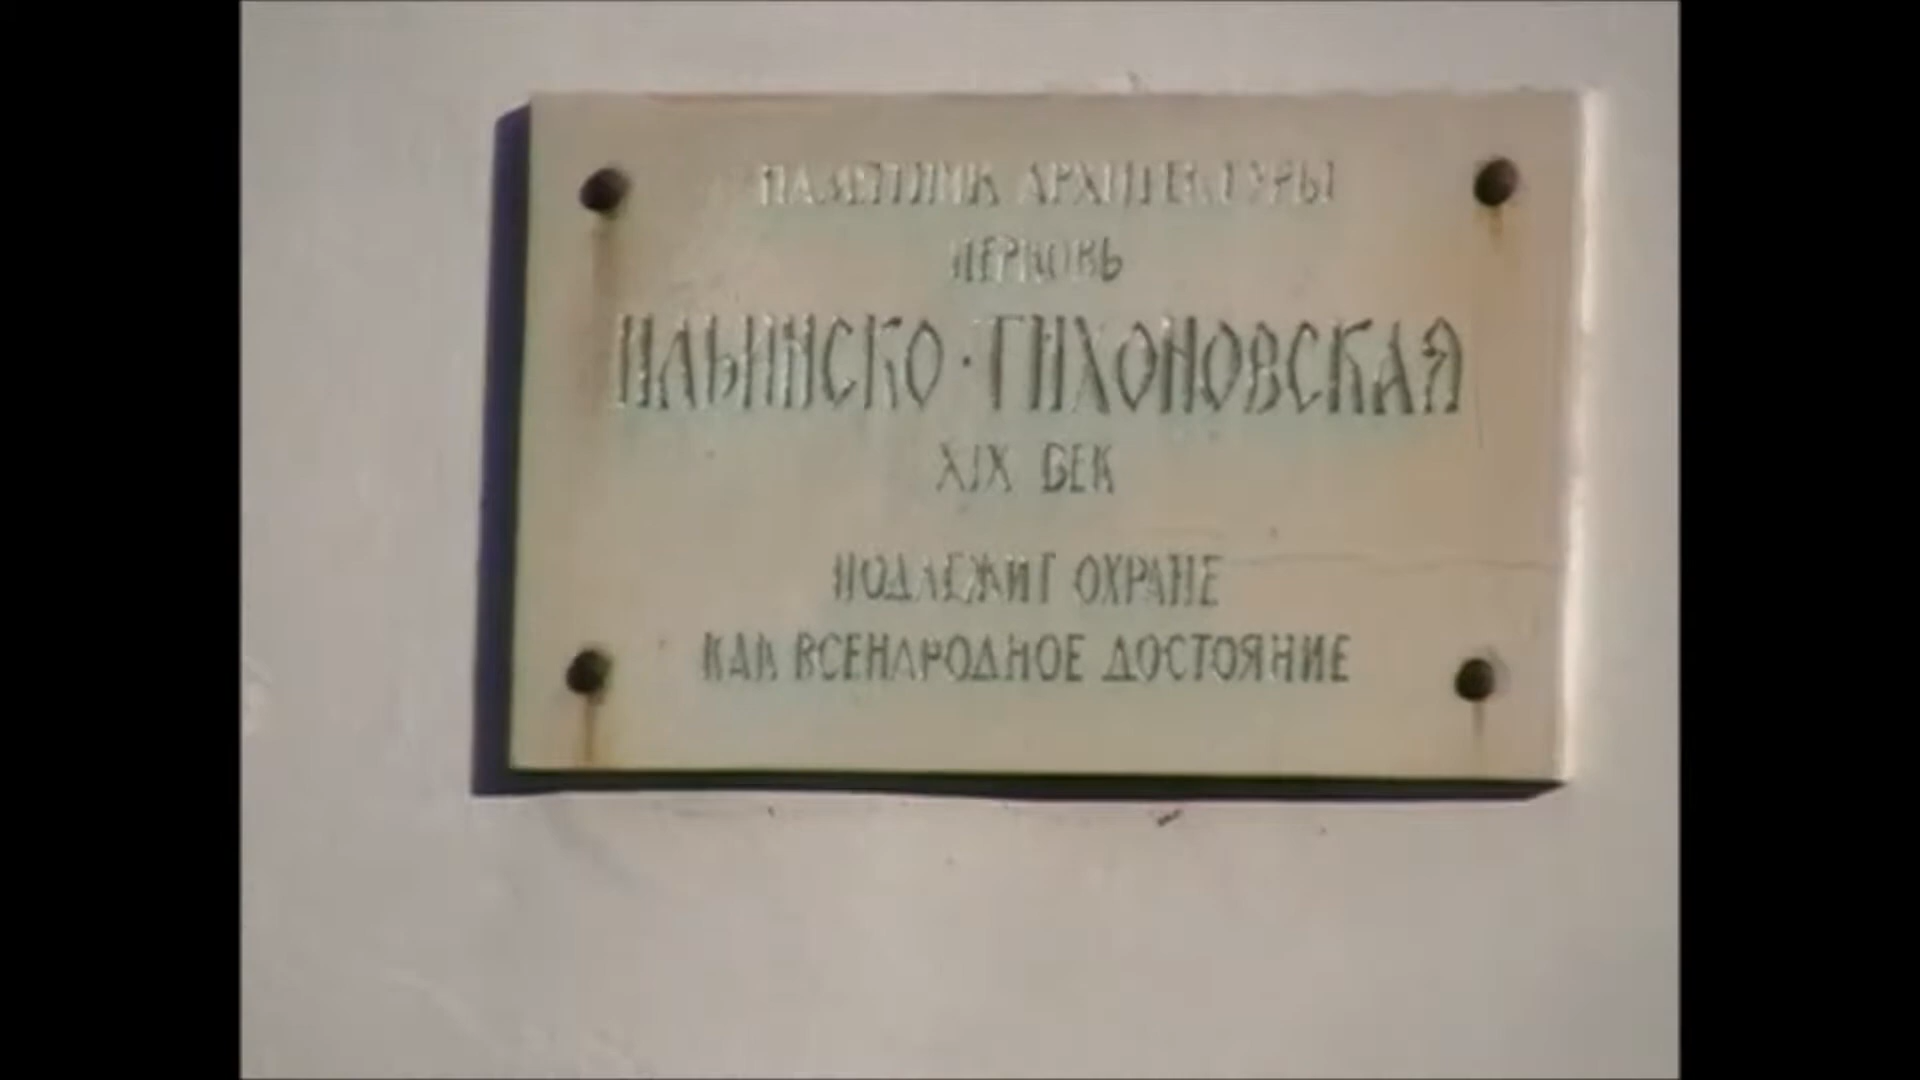 ПАМЯТНИК АРХИТЕКТУРЫ
ЦЕРКОВЬ
ИЛЬИНСКО·ТИХОНОВСКАЯ
XIX ВЕК
ПОДЛЕЖИТ ОХРАНЕ
КАК ВСЕНАРОДНОЕ ДОСТОЯНИЕ